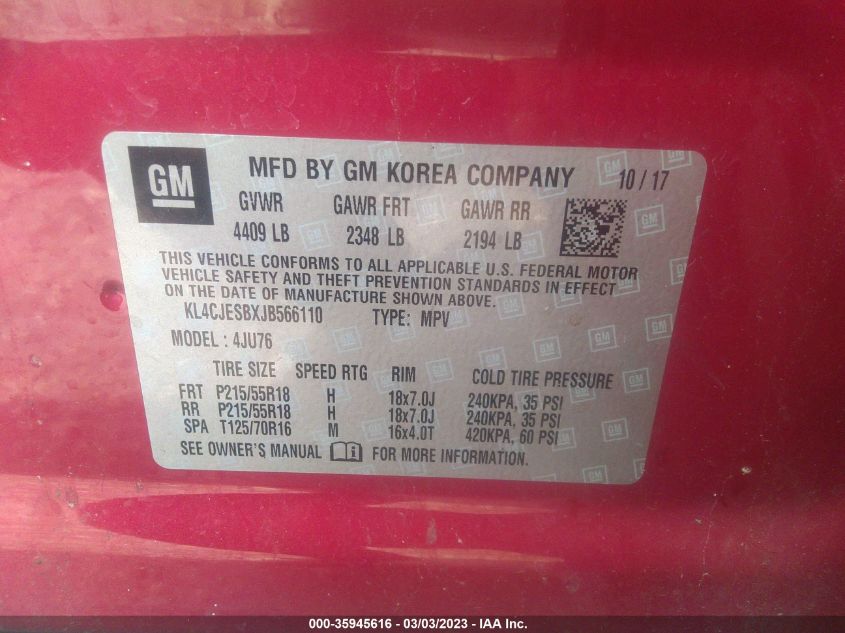 GM
MFD BY GM KOREA COMPANY 10 / 17
GVWR GAWR FRT GAWR RR
4409 LB 2348 LB 2194 LB
THIS VEHICLE CONFORMS TO ALL APPLICABLE U.S. FEDERAL MOTOR
VEHICLE SAFETY AND THEFT PREVENTION STANDARDS IN EFFECT
ON THE DATE OF MANUFACTURE SHOWN ABOVE.
KL4CJESBXJB566110 TYPE: MPV
MODEL : 4JU76
TIRE SIZE SPEED RTG RIM COLD TIRE PRESSURE
FRT P215/55R18 H 18x7.0J 240KPA, 35 PSI
RR P215/55R18 H 18x7.0J 240KPA, 35 PSI
SPA T125/70R16 M 16x4.0T 420KPA, 60 PSI
SEE OWNER'S MANUAL FOR MORE INFORMATION.
000-35945616 - 03/03/2023 - IAA Inc.